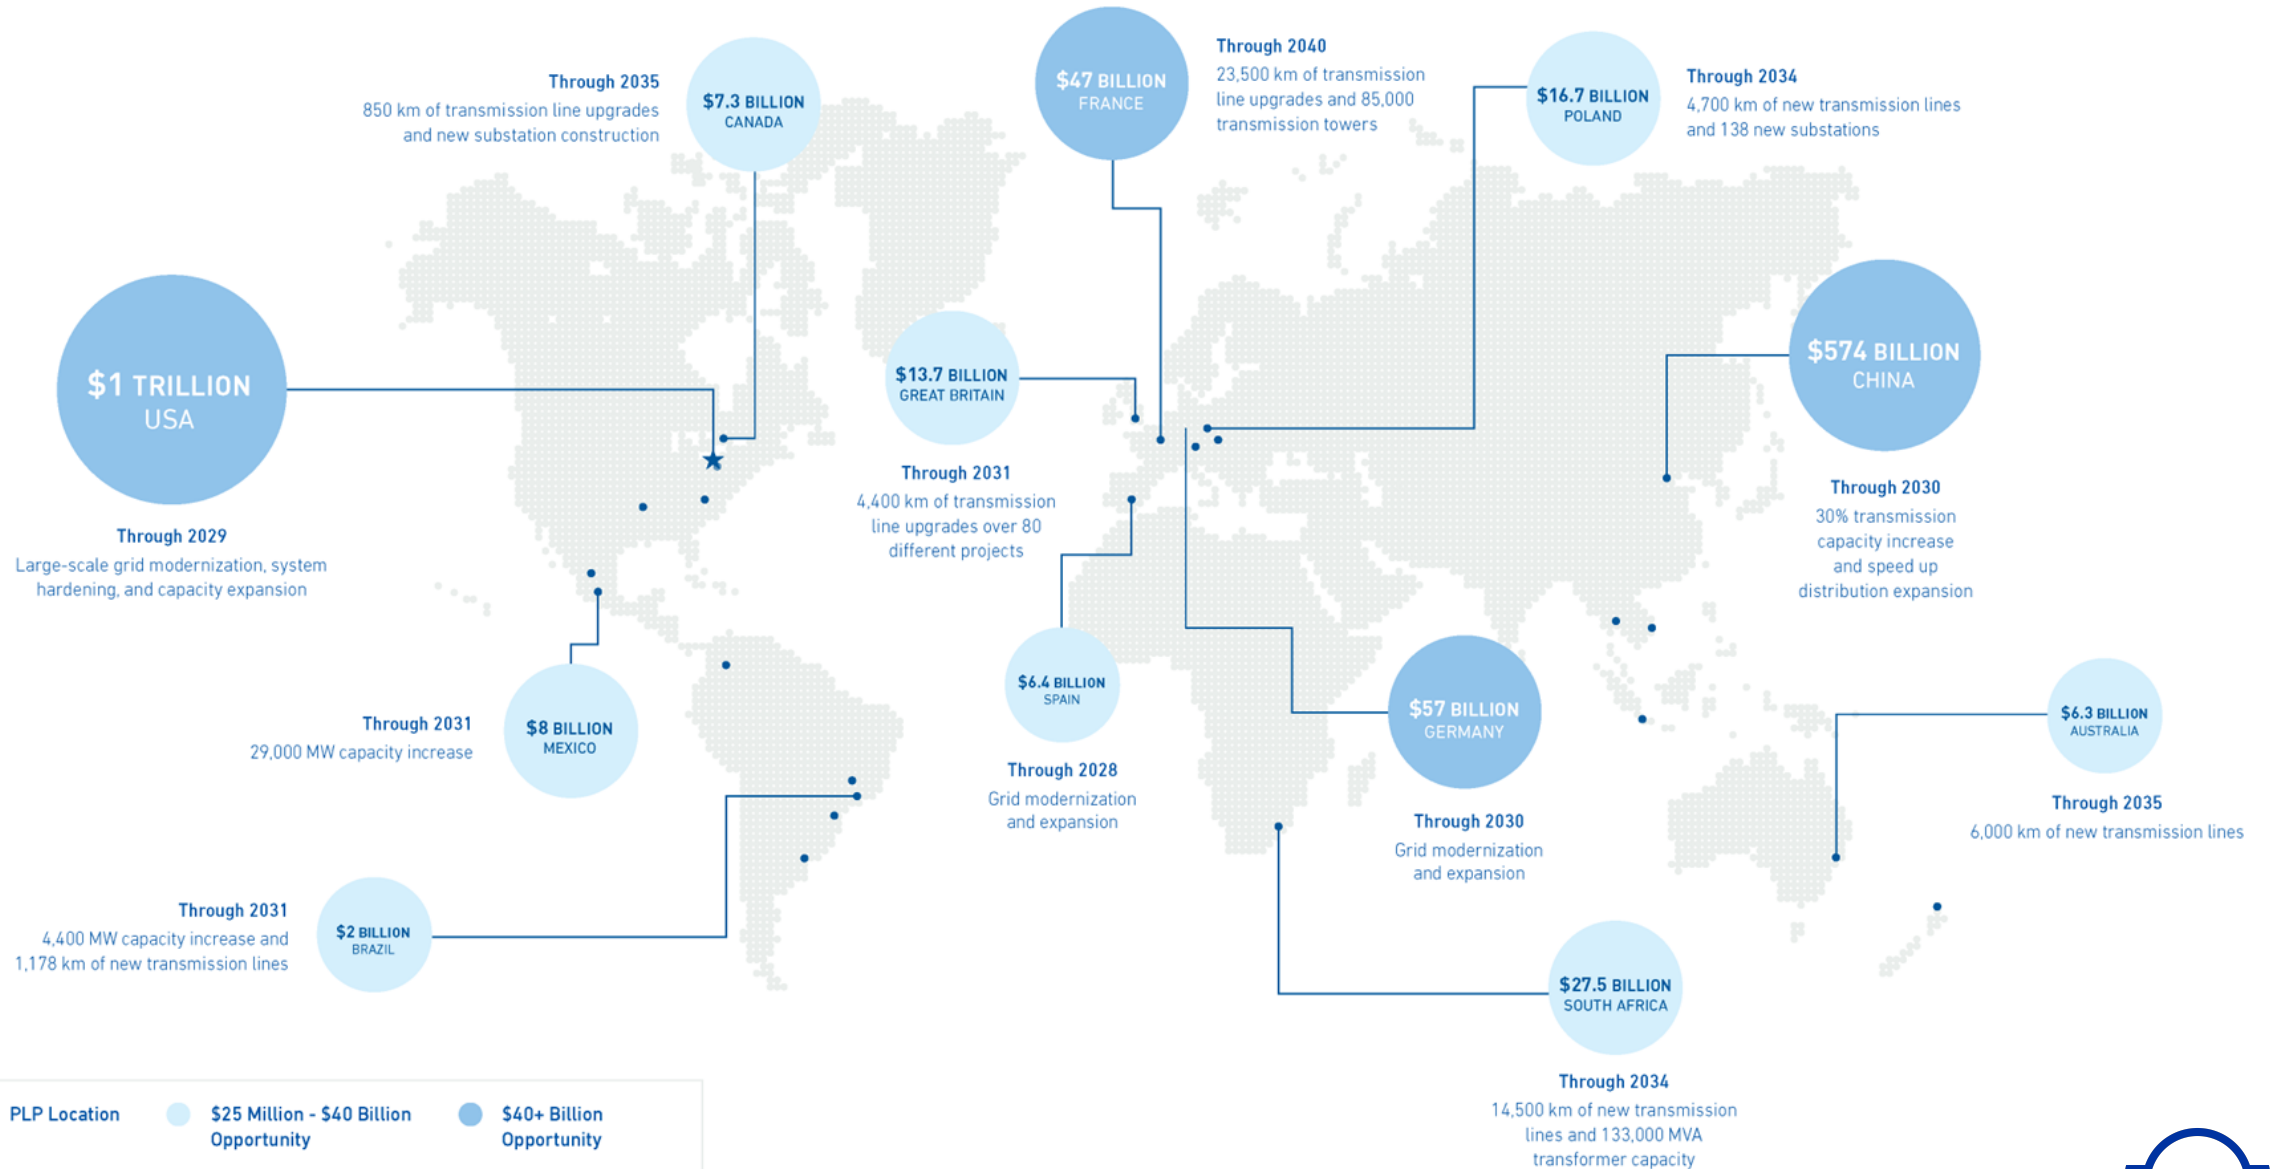 Through 2035
850 km of transmission line upgrades
and new substation construction
$7.3 BILLION
CANADA
$47 BILLION
FRANCE
Through 2040
23,500 km of transmission
line upgrades and 85,000
transmission towers
$16.7 BILLION
POLAND
Through 2034
4,700 km of new transmission lines
and 138 new substations
$1 TRILLION
USA
Through 2029
Large-scale grid modernization, system
hardening, and capacity expansion
$13.7 BILLION
GREAT BRITAIN
Through 2031
4,400 km of transmission
line upgrades over 80
different projects
$574 BILLION
CHINA
Through 2030
30% transmission
capacity increase
and speed up
distribution expansion
Through 2031
29,000 MW capacity increase
$8 BILLION
MEXICO
$6.4 BILLION
SPAIN
Through 2028
Grid modernization
and expansion
$57 BILLION
GERMANY
Through 2030
Grid modernization
and expansion
$6.3 BILLION
AUSTRALIA
Through 2035
6,000 km of new transmission lines
Through 2031
4,400 MW capacity increase and
1,178 km of new transmission lines
$2 BILLION
BRAZIL
$27.5 BILLION
SOUTH AFRICA
Through 2034
14,500 km of new transmission
lines and 133,000 MVA
transformer capacity
PLP Location
$25 Million - $40 Billion
Opportunity
$40+ Billion
Opportunity